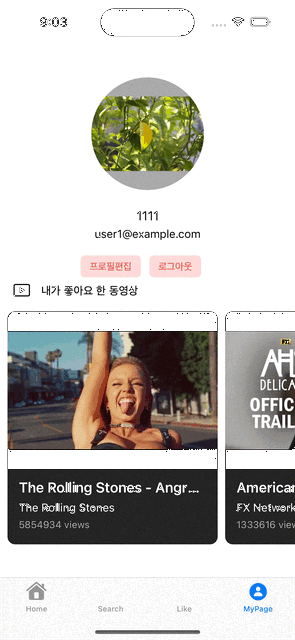 9:03
1111
user1@example.com
프로필편집
로그아웃
내가 좋아요 한 동영상
FX
AH
DELICA
OFFIC
TRAIL
The Rolling Stones - Angr...
The Rolling Stones
5854934 views
American
FX Network
1333616 view
Home
Search
Like
MyPage